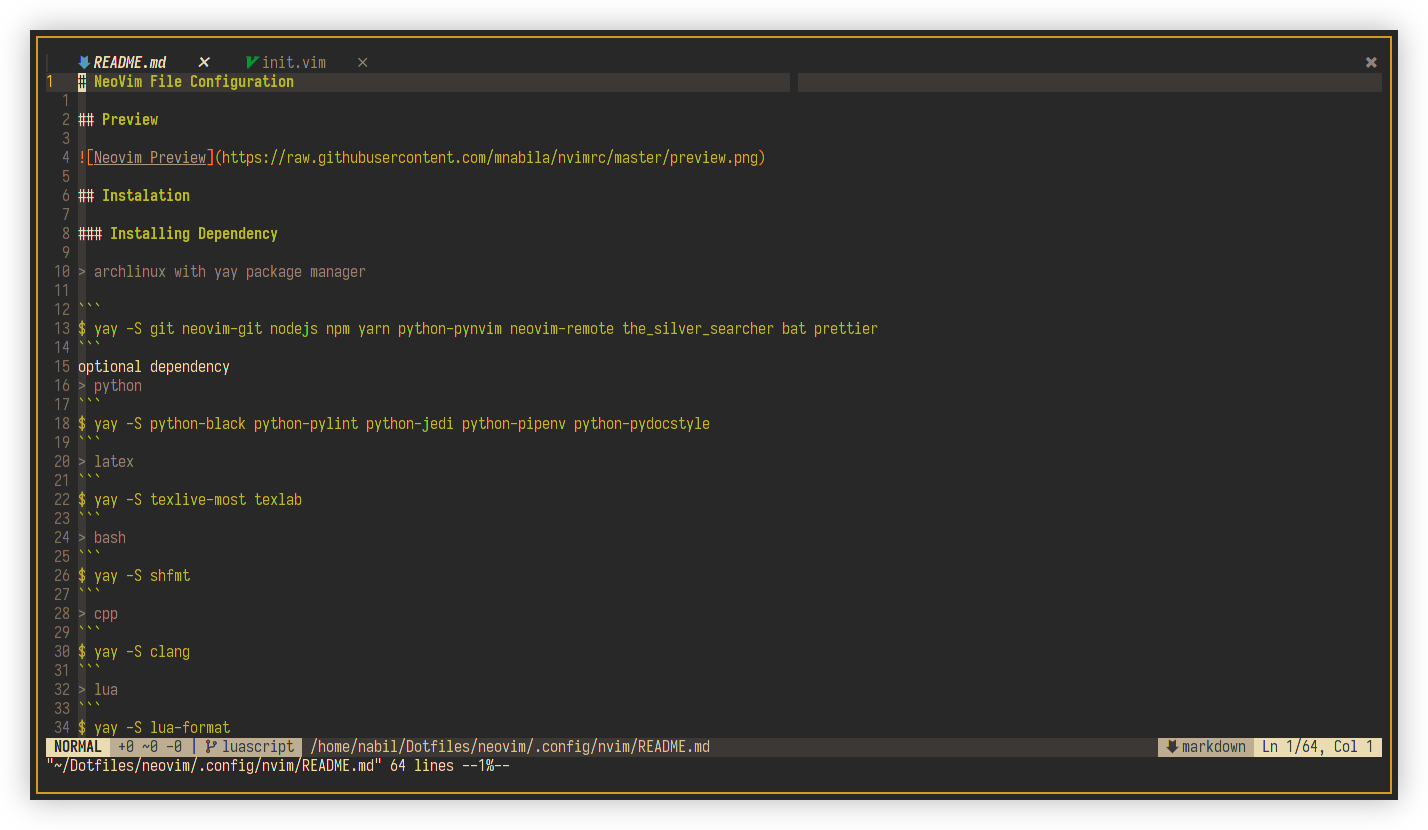 README.md × init.vim × ×
1 # NeoVim File Configuration
1
2 ## Preview
3
4 ![Neovim Preview](https://raw.githubusercontent.com/mnabila/nvimrc/master/preview.png)
5
6 ## Instalation
7
8 ### Installing Dependency
9
10 > archlinux with yay package manager
11
12 ```
13 $ yay -S git neovim-git nodejs npm yarn python-pynvim neovim-remote the_silver_searcher bat prettier
14 ```
15 optional dependency
16 > python
17 ```
18 $ yay -S python-black python-pylint python-jedi python-pipenv python-pydocstyle
19 ```
20 > latex
21 ```
22 $ yay -S texlive-most texlab
23 ```
24 > bash
25 ```
26 $ yay -S shfmt
27 ```
28 > cpp
29 ```
30 $ yay -S clang
31 ```
32 > lua
33 ```
34 $ yay -S lua-format
NORMAL +0 ~0 -0 | luascript /home/nabil/Dotfiles/neovim/.config/nvim/README.md markdown Ln 1/64, Col 1
"~/Dotfiles/neovim/.config/nvim/README.md" 64 lines --1%--